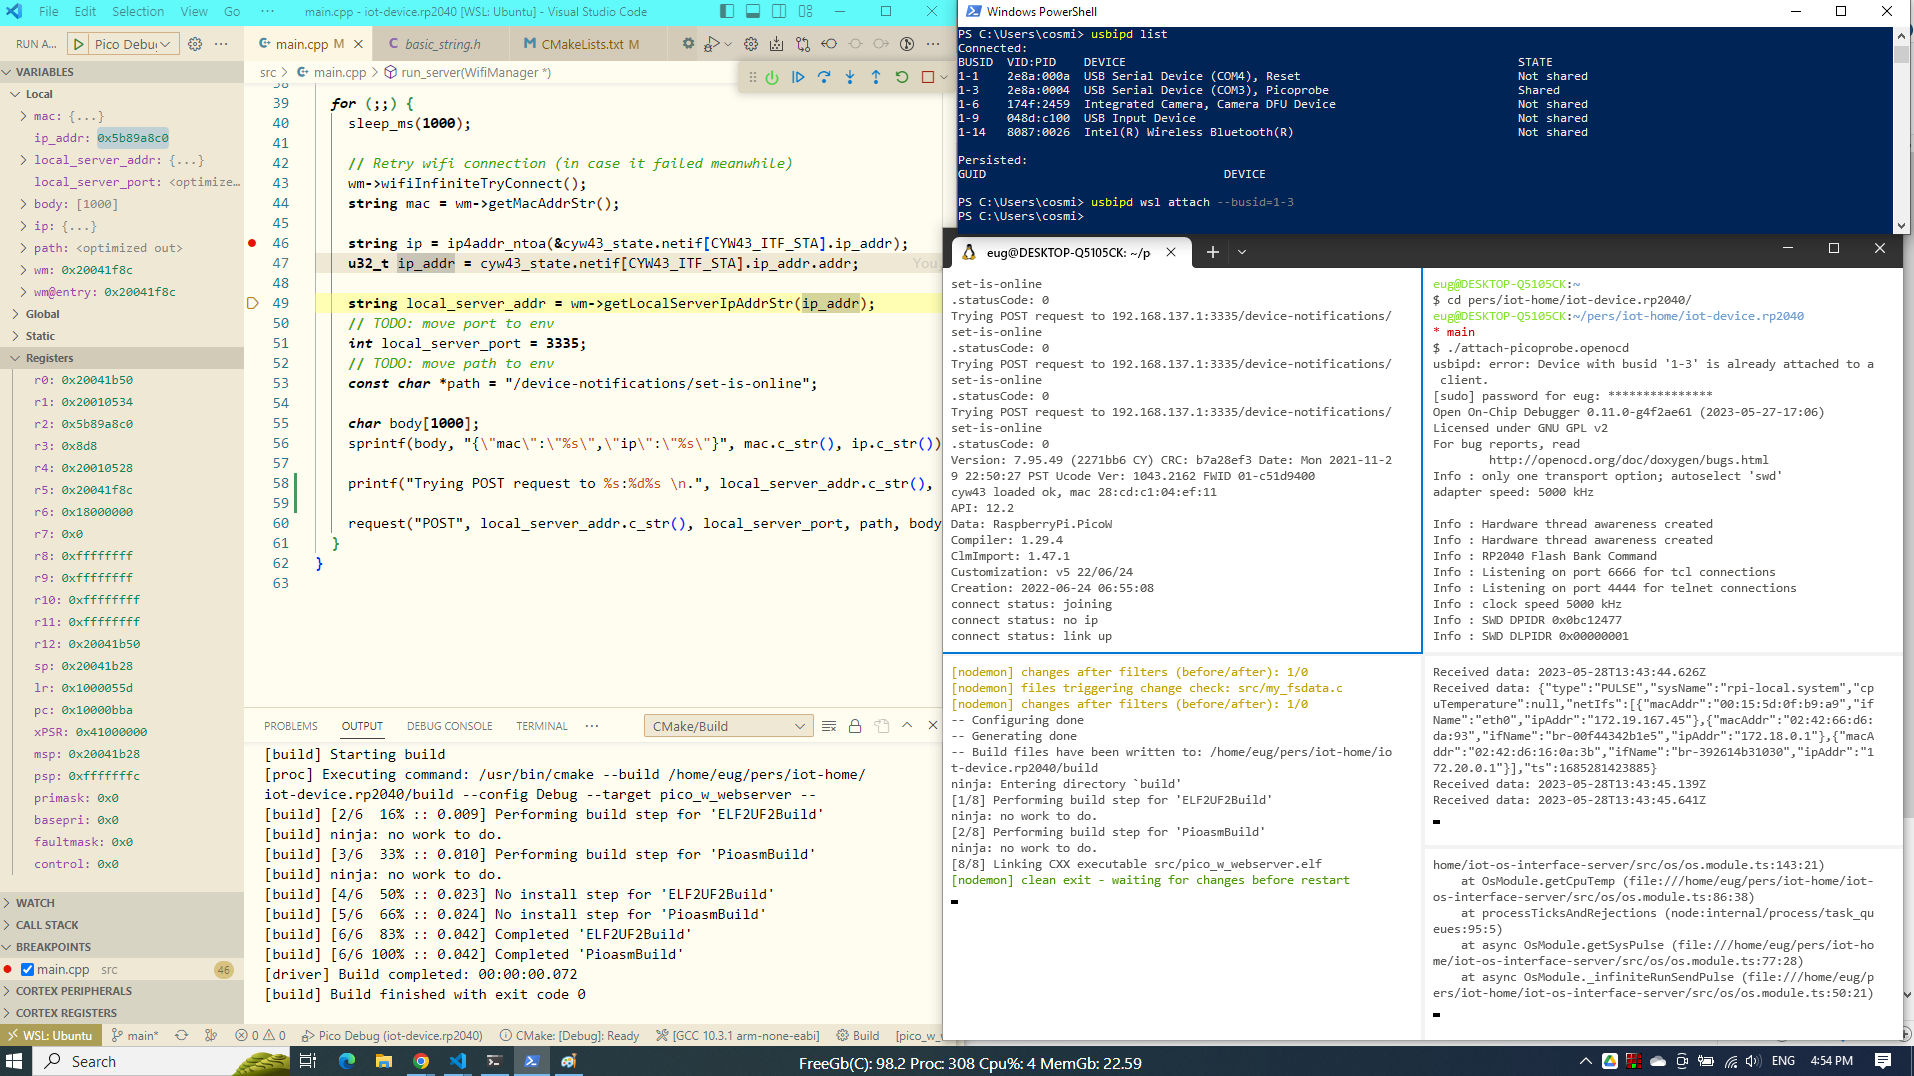 File Edit Selection View Go ··· main.cpp - iot-device.rp2040 [WSL: Ubuntu] - Visual Studio Code
RUN A... Pico Debug ···
main.cpp M basic_string.h CMakeLists.txt M
src > main.cpp > run_server(WifiManager *)
VARIABLES
Local
mac: {...}
ip_addr: 0x5b89a8c0
local_server_addr: {...}
local_server_port: <optimize…
body: [1000]
ip: {...}
path: <optimized out>
wm: 0x20041f8c
wm@entry: 0x20041f8c
Global
Static
Registers
r0: 0x20041b50
r1: 0x20010534
r2: 0x5b89a8c0
r3: 0x8d8
r4: 0x20010528
r5: 0x20041f8c
r6: 0x18000000
r7: 0x0
r8: 0xffffffff
r9: 0xffffffff
r10: 0xffffffff
r11: 0xffffffff
r12: 0x20041b50
sp: 0x20041b28
lr: 0x1000055d
pc: 0x10000bba
xPSR: 0x41000000
msp: 0x20041b28
psp: 0xfffffffc
primask: 0x0
basepri: 0x0
faultmask: 0x0
control: 0x0
WATCH
CALL STACK
BREAKPOINTS
main.cpp src 46
CORTEX PERIPHERALS
CORTEX REGISTERS
38
39 for (;;) {
40 sleep_ms(1000);
41
42 // Retry wifi connection (in case it failed meanwhile)
43 wm->wifiInfiniteTryConnect();
44 string mac = wm->getMacAddrStr();
45
46 string ip = ip4addr_ntoa(&cyw43_state.netif[CYW43_ITF_STA].ip_addr);
47 u32_t ip_addr = cyw43_state.netif[CYW43_ITF_STA].ip_addr.addr; You
48
49 string local_server_addr = wm->getLocalServerIpAddrStr(ip_addr);
50 // TODO: move port to env
51 int local_server_port = 3335;
52 // TODO: move path to env
53 const char *path = "/device-notifications/set-is-online";
54
55 char body[1000];
56 sprintf(body, "{\"mac\":\"%s\",\"ip\":\"%s\"}", mac.c_str(), ip.c_str())
57
58 printf("Trying POST request to %s:%d%s \n.", local_server_addr.c_str(),
59
60 request("POST", local_server_addr.c_str(), local_server_port, path, body
61 }
62 }
63
PROBLEMS OUTPUT DEBUG CONSOLE TERMINAL ··· CMake/Build
[build] Starting build
[proc] Executing command: /usr/bin/cmake --build /home/eug/pers/iot-home/
iot-device.rp2040/build --config Debug --target pico_w_webserver --
[build] [2/6 16% :: 0.009] Performing build step for 'ELF2UF2Build'
[build] ninja: no work to do.
[build] [3/6 33% :: 0.010] Performing build step for 'PioasmBuild'
[build] ninja: no work to do.
[build] [4/6 50% :: 0.023] No install step for 'ELF2UF2Build'
[build] [5/6 66% :: 0.024] No install step for 'PioasmBuild'
[build] [6/6 83% :: 0.042] Completed 'ELF2UF2Build'
[build] [6/6 100% :: 0.042] Completed 'PioasmBuild'
[driver] Build completed: 00:00:00.072
[build] Build finished with exit code 0
WSL: Ubuntu main* 0 0 Pico Debug (iot-device.rp2040) CMake: [Debug]: Ready [GCC 10.3.1 arm-none-eabi] Build [pico_w_
Windows PowerShell
PS C:\Users\cosmi> usbipd list
Connected:
BUSID VID:PID DEVICE STATE
1-1 2e8a:000a USB Serial Device (COM4), Reset Not shared
1-3 2e8a:0004 USB Serial Device (COM3), Picoprobe Shared
1-6 174f:2459 Integrated Camera, Camera DFU Device Not shared
1-9 048d:c100 USB Input Device Not shared
1-14 8087:0026 Intel(R) Wireless Bluetooth(R) Not shared
Persisted:
GUID DEVICE
PS C:\Users\cosmi> usbipd wsl attach --busid=1-3
PS C:\Users\cosmi>
eug@DESKTOP-Q5105CK: ~/p
set-is-online
.statusCode: 0
Trying POST request to 192.168.137.1:3335/device-notifications/
set-is-online
.statusCode: 0
Trying POST request to 192.168.137.1:3335/device-notifications/
set-is-online
.statusCode: 0
Trying POST request to 192.168.137.1:3335/device-notifications/
set-is-online
.statusCode: 0
Version: 7.95.49 (2271bb6 CY) CRC: b7a28ef3 Date: Mon 2021-11-2
9 22:50:27 PST Ucode Ver: 1043.2162 FWID 01-c51d9400
cyw43 loaded ok, mac 28:cd:c1:04:ef:11
API: 12.2
Data: RaspberryPi.PicoW
Compiler: 1.29.4
ClmImport: 1.47.1
Customization: v5 22/06/24
Creation: 2022-06-24 06:55:08
connect status: joining
connect status: no ip
connect status: link up
eug@DESKTOP-Q5105CK:~
$ cd pers/iot-home/iot-device.rp2040/
eug@DESKTOP-Q5105CK:~/pers/iot-home/iot-device.rp2040
* main
$ ./attach-picoprobe.openocd
usbipd: error: Device with busid '1-3' is already attached to a
client.
[sudo] password for eug: ***************
Open On-Chip Debugger 0.11.0-g4f2ae61 (2023-05-27-17:06)
Licensed under GNU GPL v2
For bug reports, read
http://openocd.org/doc/doxygen/bugs.html
Info : only one transport option; autoselect 'swd'
adapter speed: 5000 kHz
Info : Hardware thread awareness created
Info : Hardware thread awareness created
Info : RP2040 Flash Bank Command
Info : Listening on port 6666 for tcl connections
Info : Listening on port 4444 for telnet connections
Info : clock speed 5000 kHz
Info : SWD DPIDR 0x0bc12477
Info : SWD DLPIDR 0x00000001
[nodemon] changes after filters (before/after): 1/0
[nodemon] files triggering change check: src/my_fsdata.c
[nodemon] changes after filters (before/after): 1/0
-- Configuring done
-- Generating done
-- Build files have been written to: /home/eug/pers/iot-home/io
t-device.rp2040/build
ninja: Entering directory `build'
[1/8] Performing build step for 'ELF2UF2Build'
ninja: no work to do.
[2/8] Performing build step for 'PioasmBuild'
ninja: no work to do.
[8/8] Linking CXX executable src/pico_w_webserver.elf
[nodemon] clean exit - waiting for changes before restart
Received data: 2023-05-28T13:43:44.626Z
Received data: {"type":"PULSE","sysName":"rpi-local.system","cp
uTemperature":null,"netIfs":[{"macAddr":"00:15:5d:0f:b9:a9","if
Name":"eth0","ipAddr":"172.19.167.45"},{"macAddr":"02:42:66:d6:
da:93","ifName":"br-00f44342b1e5","ipAddr":"172.18.0.1"},{"macA
ddr":"02:42:d6:16:0a:3b","ifName":"br-392614b31030","ipAddr":"1
72.20.0.1"}],"ts":1685281423885}
Received data: 2023-05-28T13:43:45.139Z
Received data: 2023-05-28T13:43:45.641Z
home/iot-os-interface-server/src/os/os.module.ts:143:21)
at OsModule.getCpuTemp (file:///home/eug/pers/iot-home/iot-
os-interface-server/src/os/os.module.ts:86:38)
at processTicksAndRejections (node:internal/process/task_qu
eues:95:5)
at async OsModule.getSysPulse (file:///home/eug/pers/iot-ho
me/iot-os-interface-server/src/os/os.module.ts:77:28)
at async OsModule._infiniteRunSendPulse (file:///home/eug/p
ers/iot-home/iot-os-interface-server/src/os/os.module.ts:50:21)
Search
FreeGb(C): 98.2 Proc: 308 Cpu%: 4 MemGb: 22.59
ENG 4:54 PM